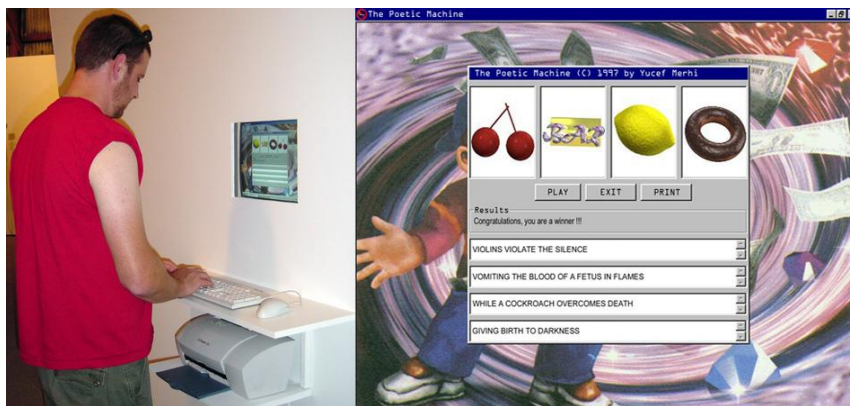 The Poetic Machine
The Poetic Machine (C) 1997 by Yucef Merhi
BAR
PLAY EXIT PRINT
Results
Congratulations, you are a winner !!!
VIOLINS VIOLATE THE SILENCE
VOMITING THE BLOOD OF A FETUS IN FLAMES
WHILE A COCKROACH OVERCOMES DEATH
GIVING BIRTH TO DARKNESS